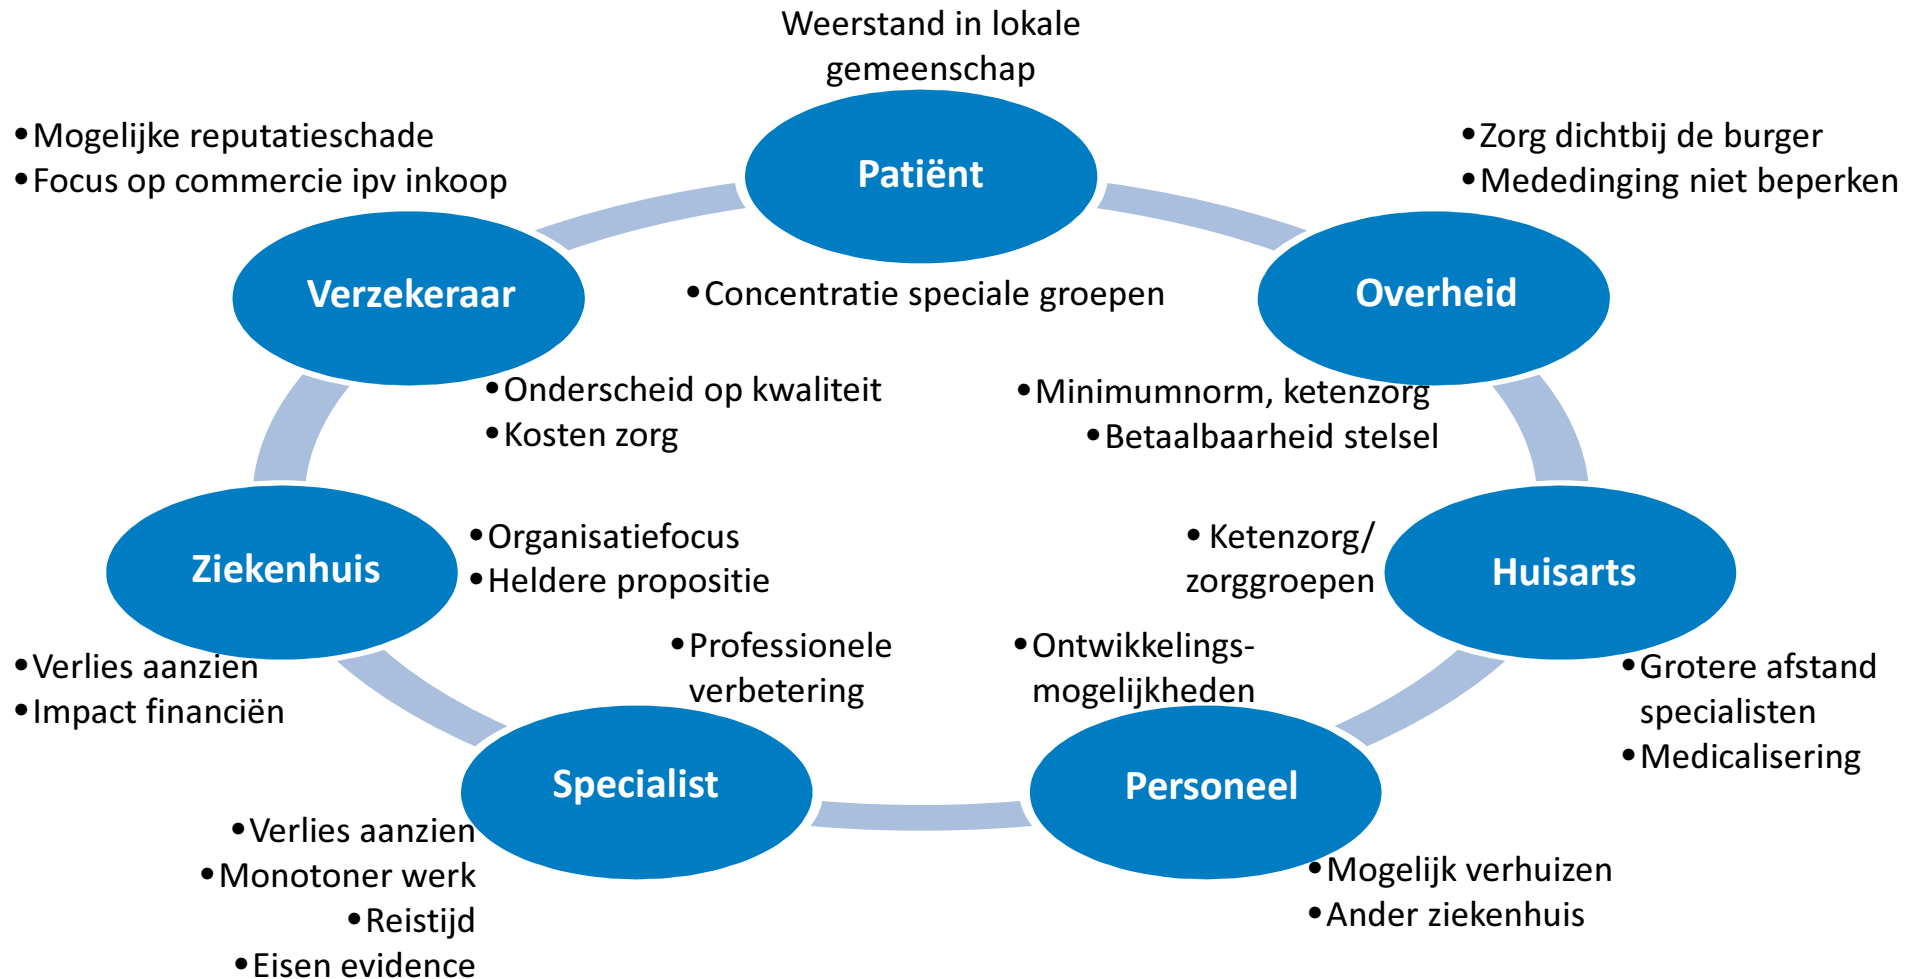 Weerstand in lokale
gemeenschap
Patiënt
•Concentratie speciale groepen
•Mogelijke reputatieschade
•Focus op commercie ipv inkoop
Verzekeraar
•Onderscheid op kwaliteit
•Kosten zorg
•Zorg dichtbij de burger
•Mededinging niet beperken
Overheid
•Minimumnorm, ketenzorg
•Betaalbaarheid stelsel
Ziekenhuis
•Organisatiefocus
•Heldere propositie
•Verlies aanzien
•Impact financiën
• Ketenzorg/
zorggroepen
Huisarts
•Grotere afstand
specialisten
•Medicalisering
•Professionele
verbetering
Specialist
•Verlies aanzien
•Monotoner werk
•Reistijd
•Eisen evidence
•Ontwikkelings-
mogelijkheden
Personeel
•Mogelijk verhuizen
•Ander ziekenhuis